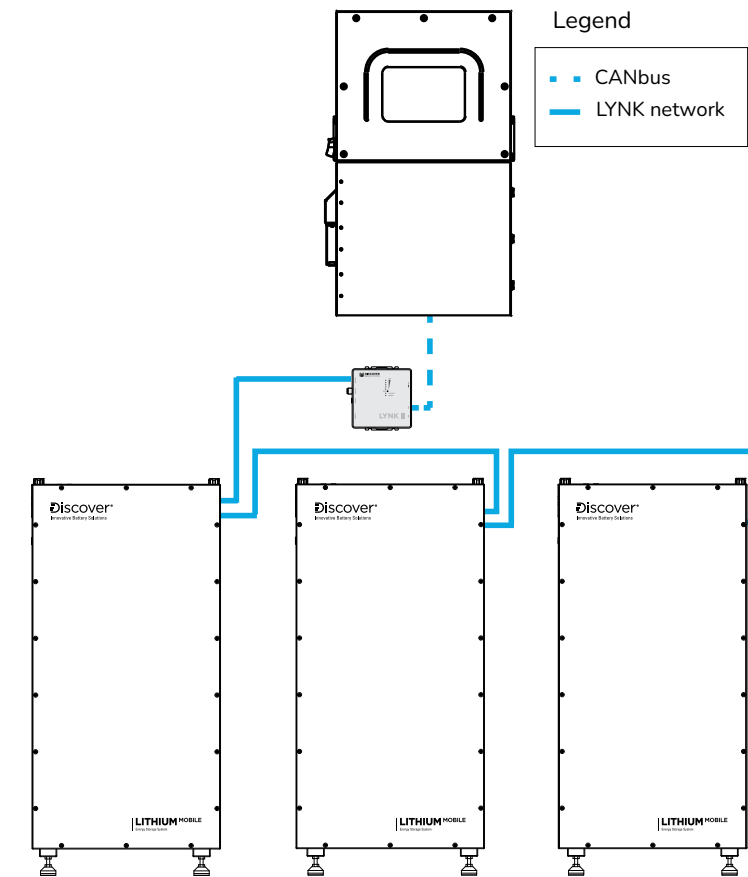 Legend
CANbus
LYNK network
DISCOVER
LYNK II
Discover®
Innovative Battery Solutions
Discover®
Innovative Battery Solutions
Discover®
Innovative Battery Solutions
LITHIUM MOBILE
Energy Storage System
LITHIUM MOBILE
Energy Storage System
LITHIUM MOBILE
Energy Storage System